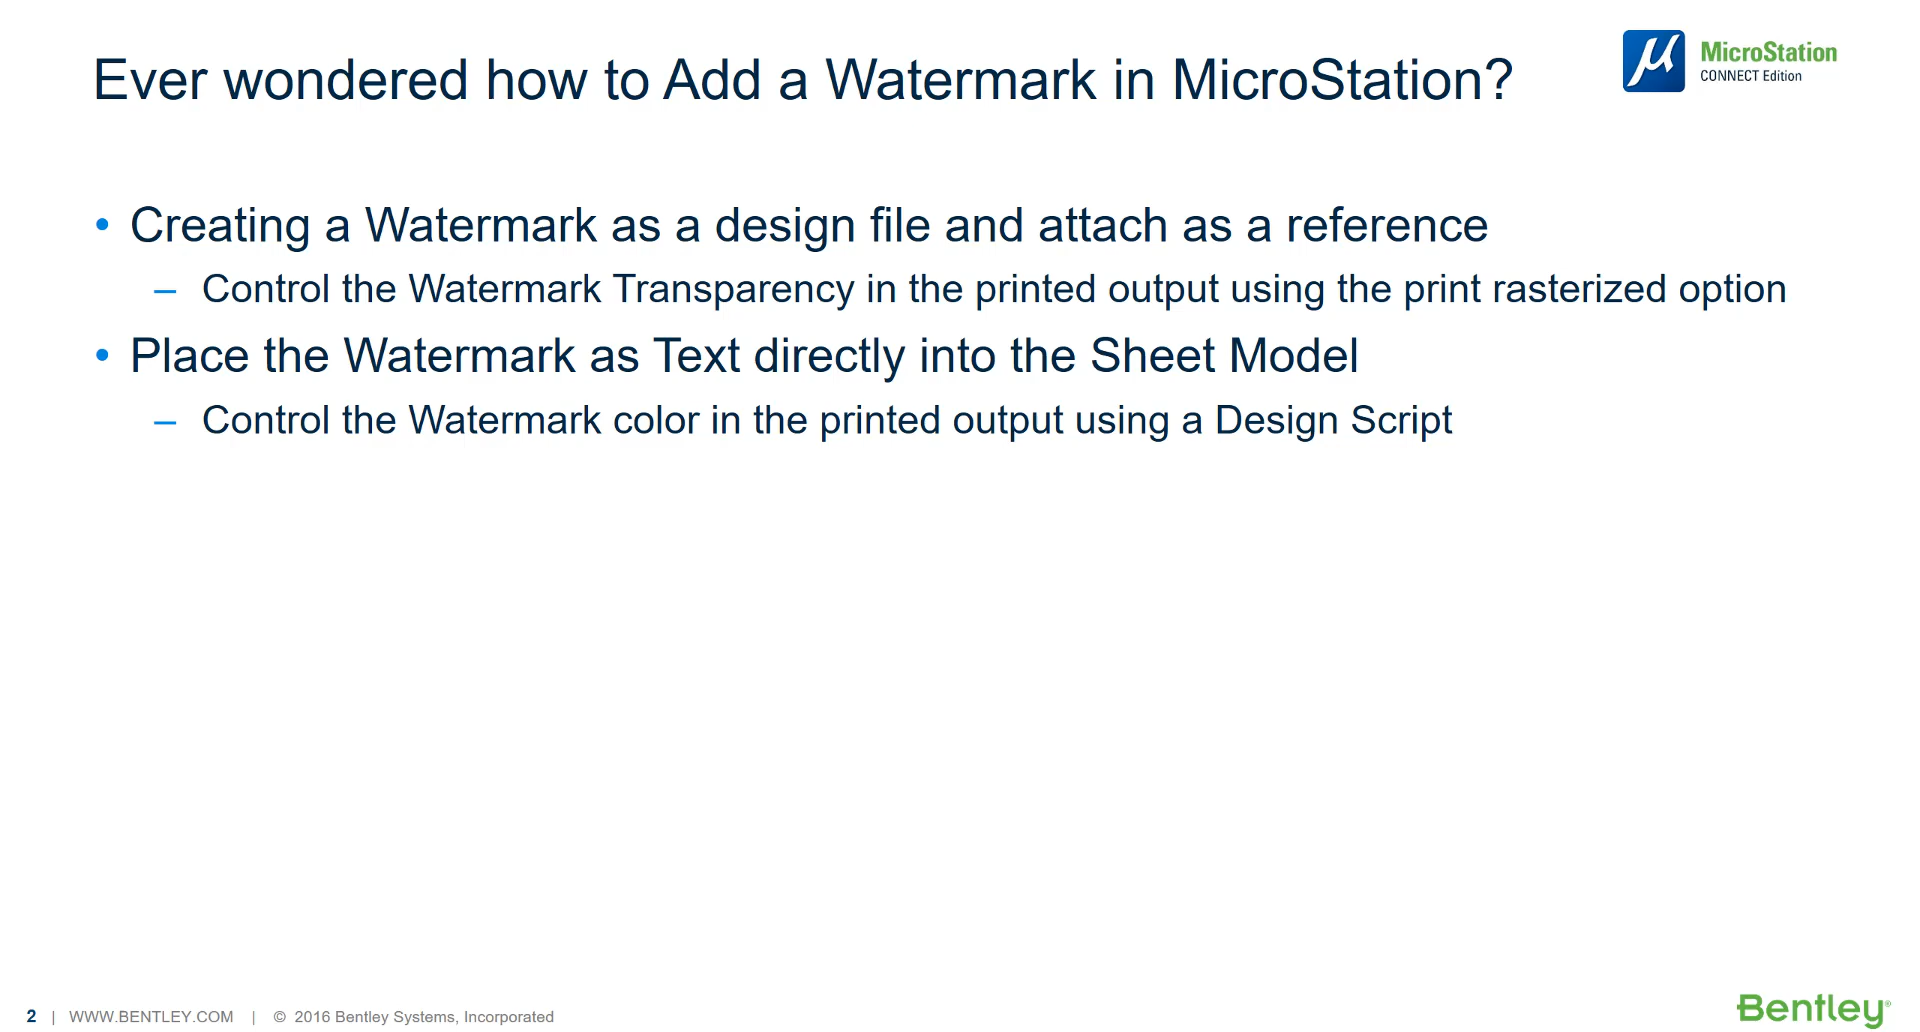 Ever wondered how to Add a Watermark in MicroStation?
MicroStation
CONNECT Edition
• Creating a Watermark as a design file and attach as a reference
– Control the Watermark Transparency in the printed output using the print rasterized option
• Place the Watermark as Text directly into the Sheet Model
– Control the Watermark color in the printed output using a Design Script
2 | WWW.BENTLEY.COM | © 2016 Bentley Systems, Incorporated
Bentley®